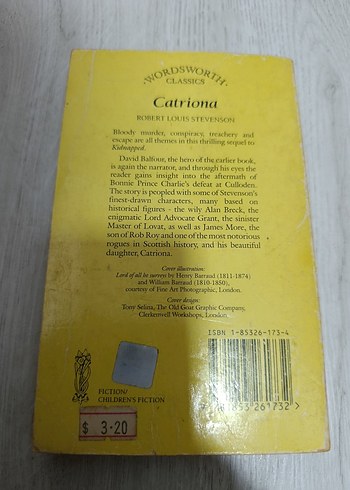 WORDSWORTH
CLASSICS
Catriona
ROBERT LOUIS STEVENSON
Bloody murder, conspiracy, treachery and
escape are all themes in this thrilling sequel to
Kidnapped.
David Balfour, the hero of the earlier book,
is again the narrator, and through his eyes the
reader gains insight into the aftermath of
Bonnie Prince Charlie's defeat at Culloden.
The story is peopled with some of Stevenson's
finest-drawn characters, many based on
historical figures - the wily Alan Breck, the
enigmatic Lord Advocate Grant, the sinister
Master of Lovat, as well as James More, the
son of Rob Roy and one of the most notorious
rogues in Scottish history, and his beautiful
daughter, Catriona.
Cover illustration:
Lord of all he surveys by Henry Barraud (1811-1874)
and William Barraud (1810-1850),
courtesy of Fine Art Photographic, London.
Cover design:
Tony Selina, The Old Goat Graphic Company,
Clerkenwell Workshops, London.
ISBN 1-85326-173-4
FICTION/
CHILDREN'S FICTION
$ 3.20